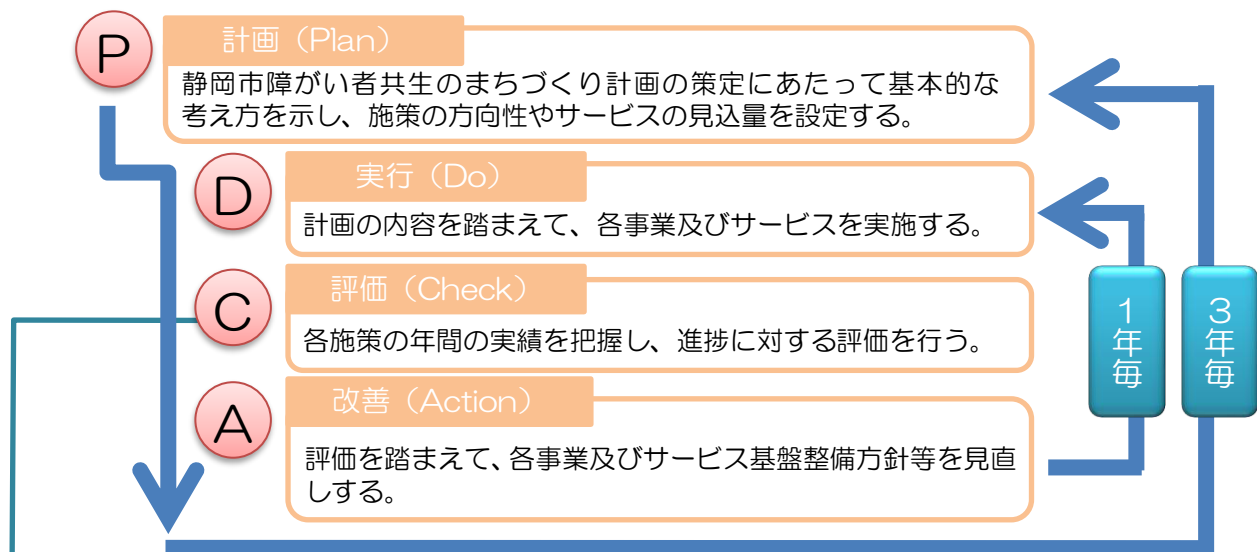 P
計画（Plan）
静岡市障がい者共生のまちづくり計画の策定にあたって基本的な
考え方を示し、施策の方向性やサービスの見込量を設定する。
D
実行（Do）
計画の内容を踏まえて、各事業及びサービスを実施する。
C
評価（Check）
各施策の年間の実績を把握し、進捗に対する評価を行う。
A
改善（Action）
評価を踏まえて、各事業及びサービス基盤整備方針等を見直
しする。
１年毎
３年毎